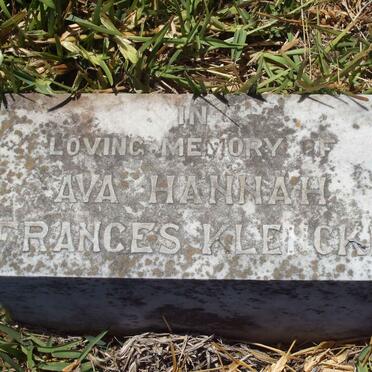 IN
LOVING MEMORY OF
AVA HANNAH
FRANCES KLENCK